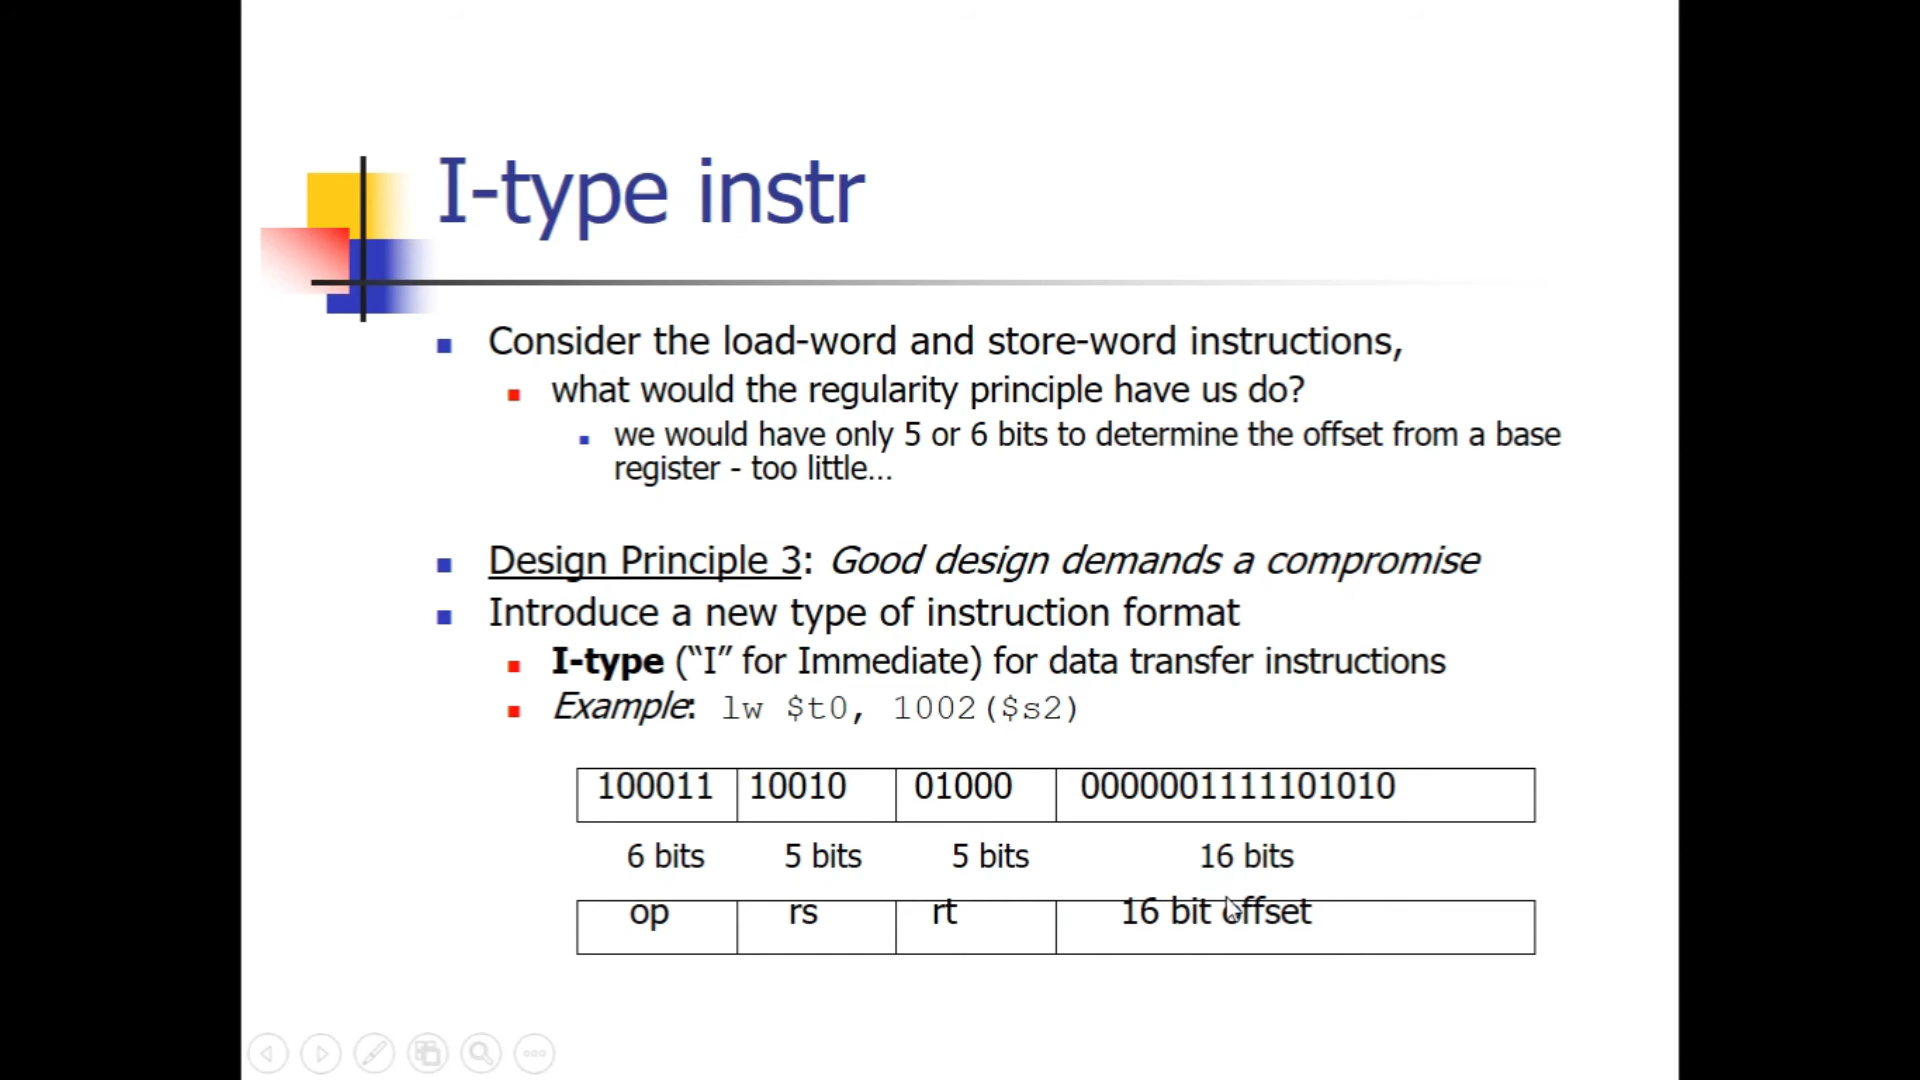 I-type instr
Consider the load-word and store-word instructions,
what would the regularity principle have us do?
we would have only 5 or 6 bits to determine the offset from a base
register - too little…
Design Principle 3: Good design demands a compromise
Introduce a new type of instruction format
I-type (“I” for Immediate) for data transfer instructions
Example: lw $t0, 1002($s2)
100011 10010 01000 0000001111101010
6 bits 5 bits 5 bits 16 bits
op rs rt 16 bit offset